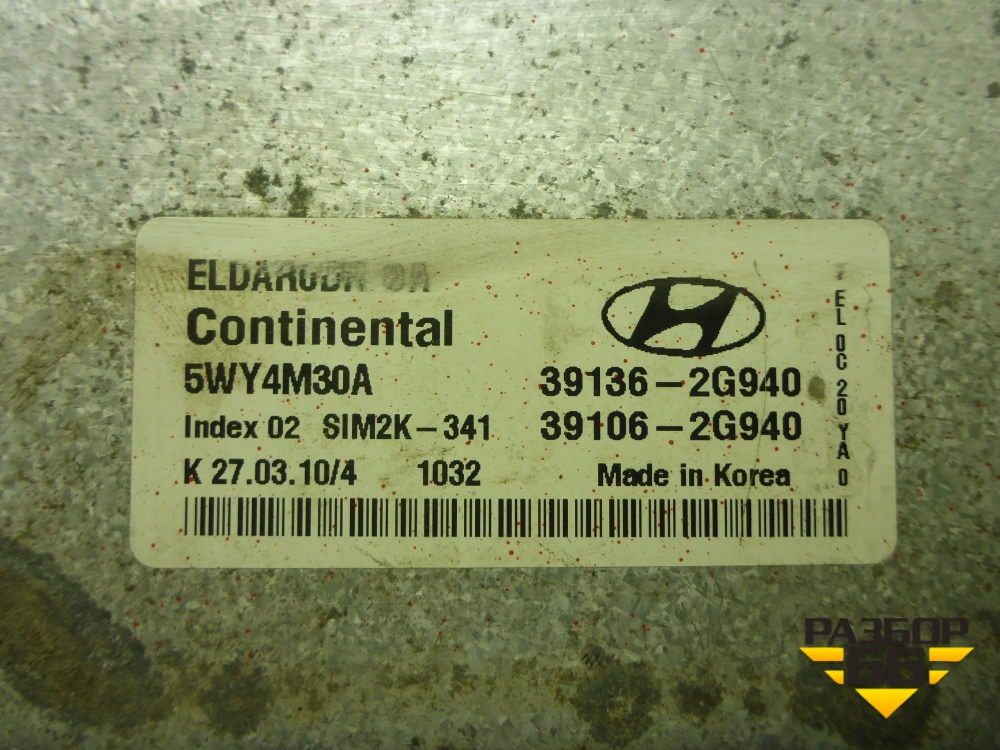 Continental
5WY4M30A
39136-2G940
Index 02 SIM2K-341
39106-2G940
K 27.03.10/4 1032
Made in Korea
РАЗБОР
66